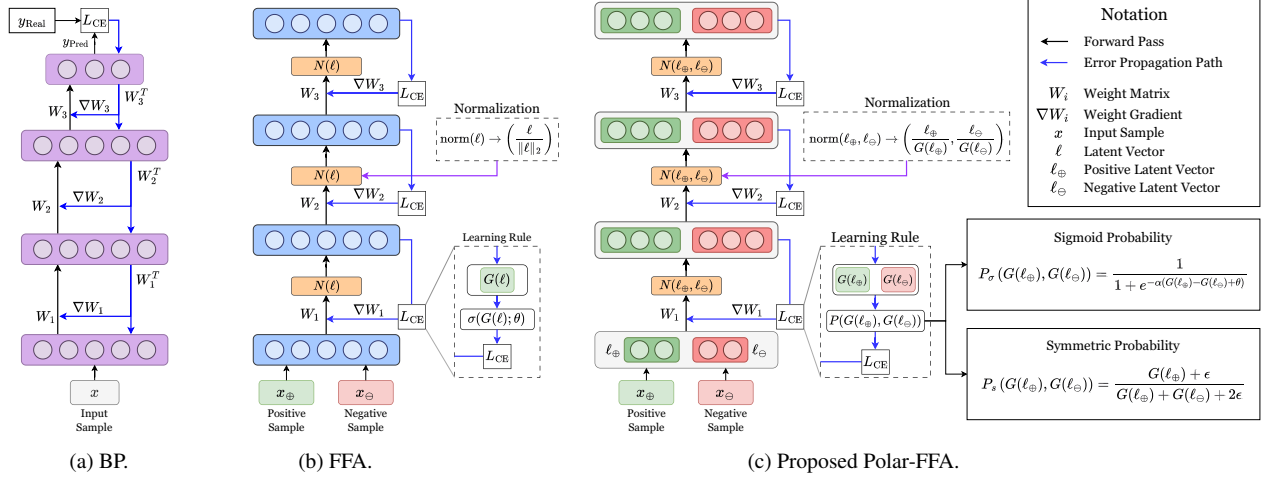 y_Real
L_CE
y_Pred
W_3
∇W_3
W_3^T
W_2^T
W_2
∇W_2
W_1^T
W_1
∇W_1
x
Input
Sample
(a) BP.
N(ℓ)
W_3
∇W_3
L_CE
Normalization
norm(ℓ) → (ℓ / ‖ℓ‖_2)
N(ℓ)
W_2
∇W_2
L_CE
Learning Rule
G(ℓ)
σ(G(ℓ); θ)
L_CE
N(ℓ)
W_1
∇W_1
L_CE
x_⊕
x_⊖
Positive
Sample
Negative
Sample
(b) FFA.
N(ℓ_⊕, ℓ_⊖)
W_3
∇W_3
L_CE
Normalization
norm(ℓ_⊕, ℓ_⊖) → (ℓ_⊕ / G(ℓ_⊕), ℓ_⊖ / G(ℓ_⊖))
N(ℓ_⊕, ℓ_⊖)
W_2
∇W_2
L_CE
Learning Rule
G(ℓ_⊕)
G(ℓ_⊖)
P(G(ℓ_⊕), G(ℓ_⊖))
L_CE
N(ℓ_⊕, ℓ_⊖)
W_1
∇W_1
L_CE
ℓ_⊕
ℓ_⊖
x_⊕
x_⊖
Positive
Sample
Negative
Sample
Notation
Forward Pass
Error Propagation Path
W_i Weight Matrix
∇W_i Weight Gradient
x Input Sample
ℓ Latent Vector
ℓ_⊕ Positive Latent Vector
ℓ_⊖ Negative Latent Vector
Sigmoid Probability
P_σ (G(ℓ_⊕), G(ℓ_⊖)) = 1 / (1 + e^{-α(G(ℓ_⊕)-G(ℓ_⊖)+θ)})
Symmetric Probability
P_s (G(ℓ_⊕), G(ℓ_⊖)) = (G(ℓ_⊕) + ϵ) / (G(ℓ_⊕) + G(ℓ_⊖) + 2ϵ)
(c) Proposed Polar-FFA.